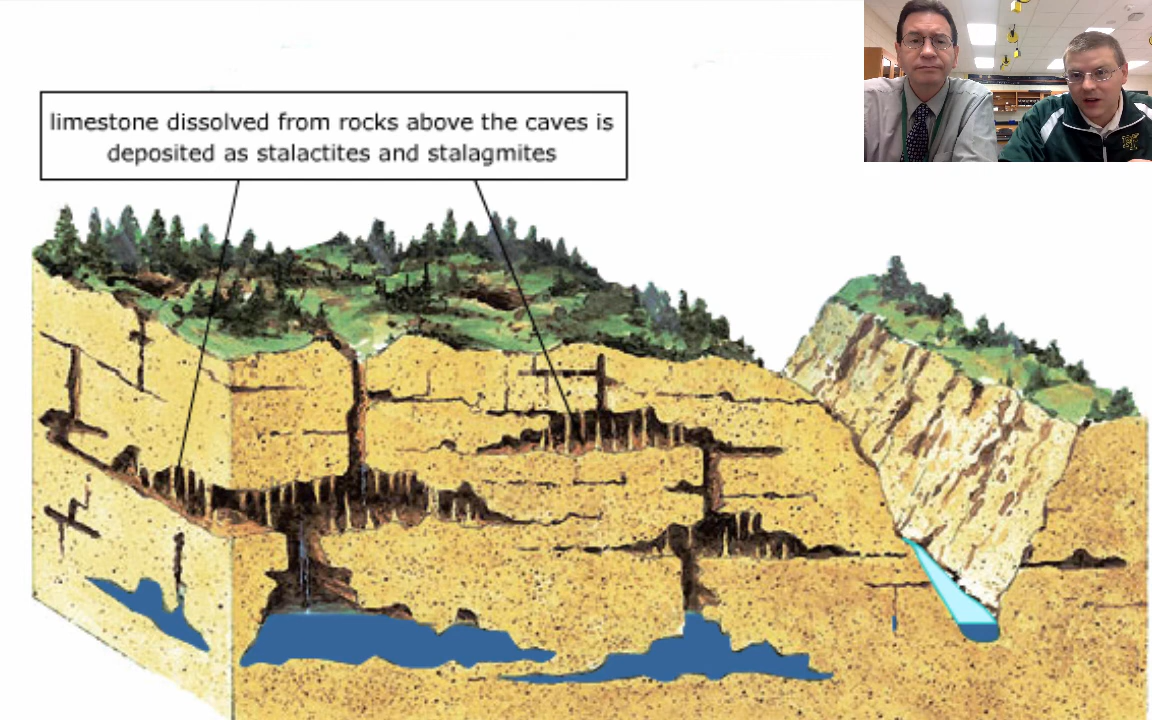 limestone dissolved from rocks above the caves is
deposited as stalactites and stalagmites